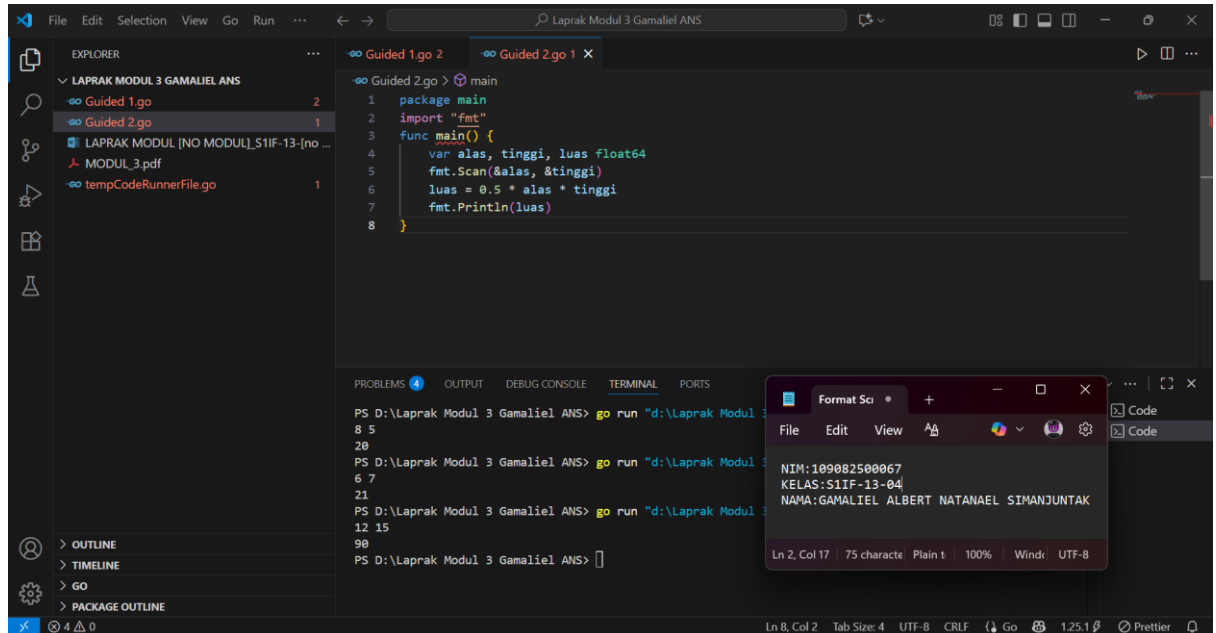 File Edit Selection View Go Run ··· ← → Laprak Modul 3 Gamaliel ANS
EXPLORER ···
LAPRAK MODUL 3 GAMALIEL ANS
Guided 1.go 2
Guided 2.go 1
LAPRAK MODUL [NO MODUL]_S1IF-13-[no ...
MODUL_3.pdf
tempCodeRunnerFile.go 1
> OUTLINE
> TIMELINE
> GO
> PACKAGE OUTLINE
Guided 1.go 2 Guided 2.go 1 ×
Guided 2.go > main
1 package main
2 import "fmt"
3 func main() {
4 var alas, tinggi, luas float64
5 fmt.Scan(&alas, &tinggi)
6 luas = 0.5 * alas * tinggi
7 fmt.Println(luas)
8 }
PROBLEMS 4 OUTPUT DEBUG CONSOLE TERMINAL PORTS
PS D:\Laprak Modul 3 Gamaliel ANS> go run "d:\Laprak Modul
8 5
20
PS D:\Laprak Modul 3 Gamaliel ANS> go run "d:\Laprak Modul
6 7
21
PS D:\Laprak Modul 3 Gamaliel ANS> go run "d:\Laprak Modul
12 15
90
PS D:\Laprak Modul 3 Gamaliel ANS>
Code
Code
Format Sc
File Edit View
NIM:109082500067
KELAS:S1IF-13-04
NAMA:GAMALIEL ALBERT NATANAEL SIMANJUNTAK
Ln 2, Col 17 75 characte Plain t 100% Wind UTF-8
4 0 Ln 8, Col 2 Tab Size: 4 UTF-8 CRLF Go 1.25.1 Prettier